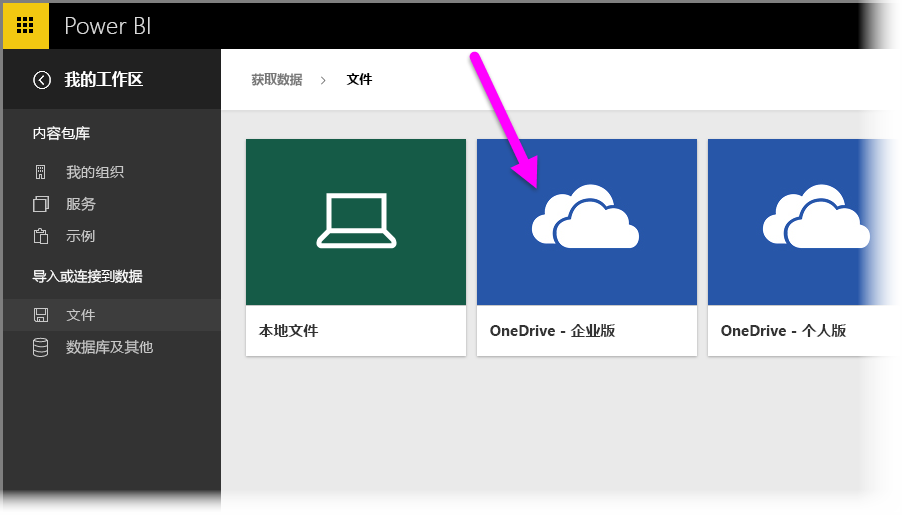 Power BI
我的工作区
获取数据 > 文件
内容包库
我的组织
服务
示例
导入或连接到数据
文件
数据库及其他
本地文件
OneDrive - 企业版
OneDrive - 个人版